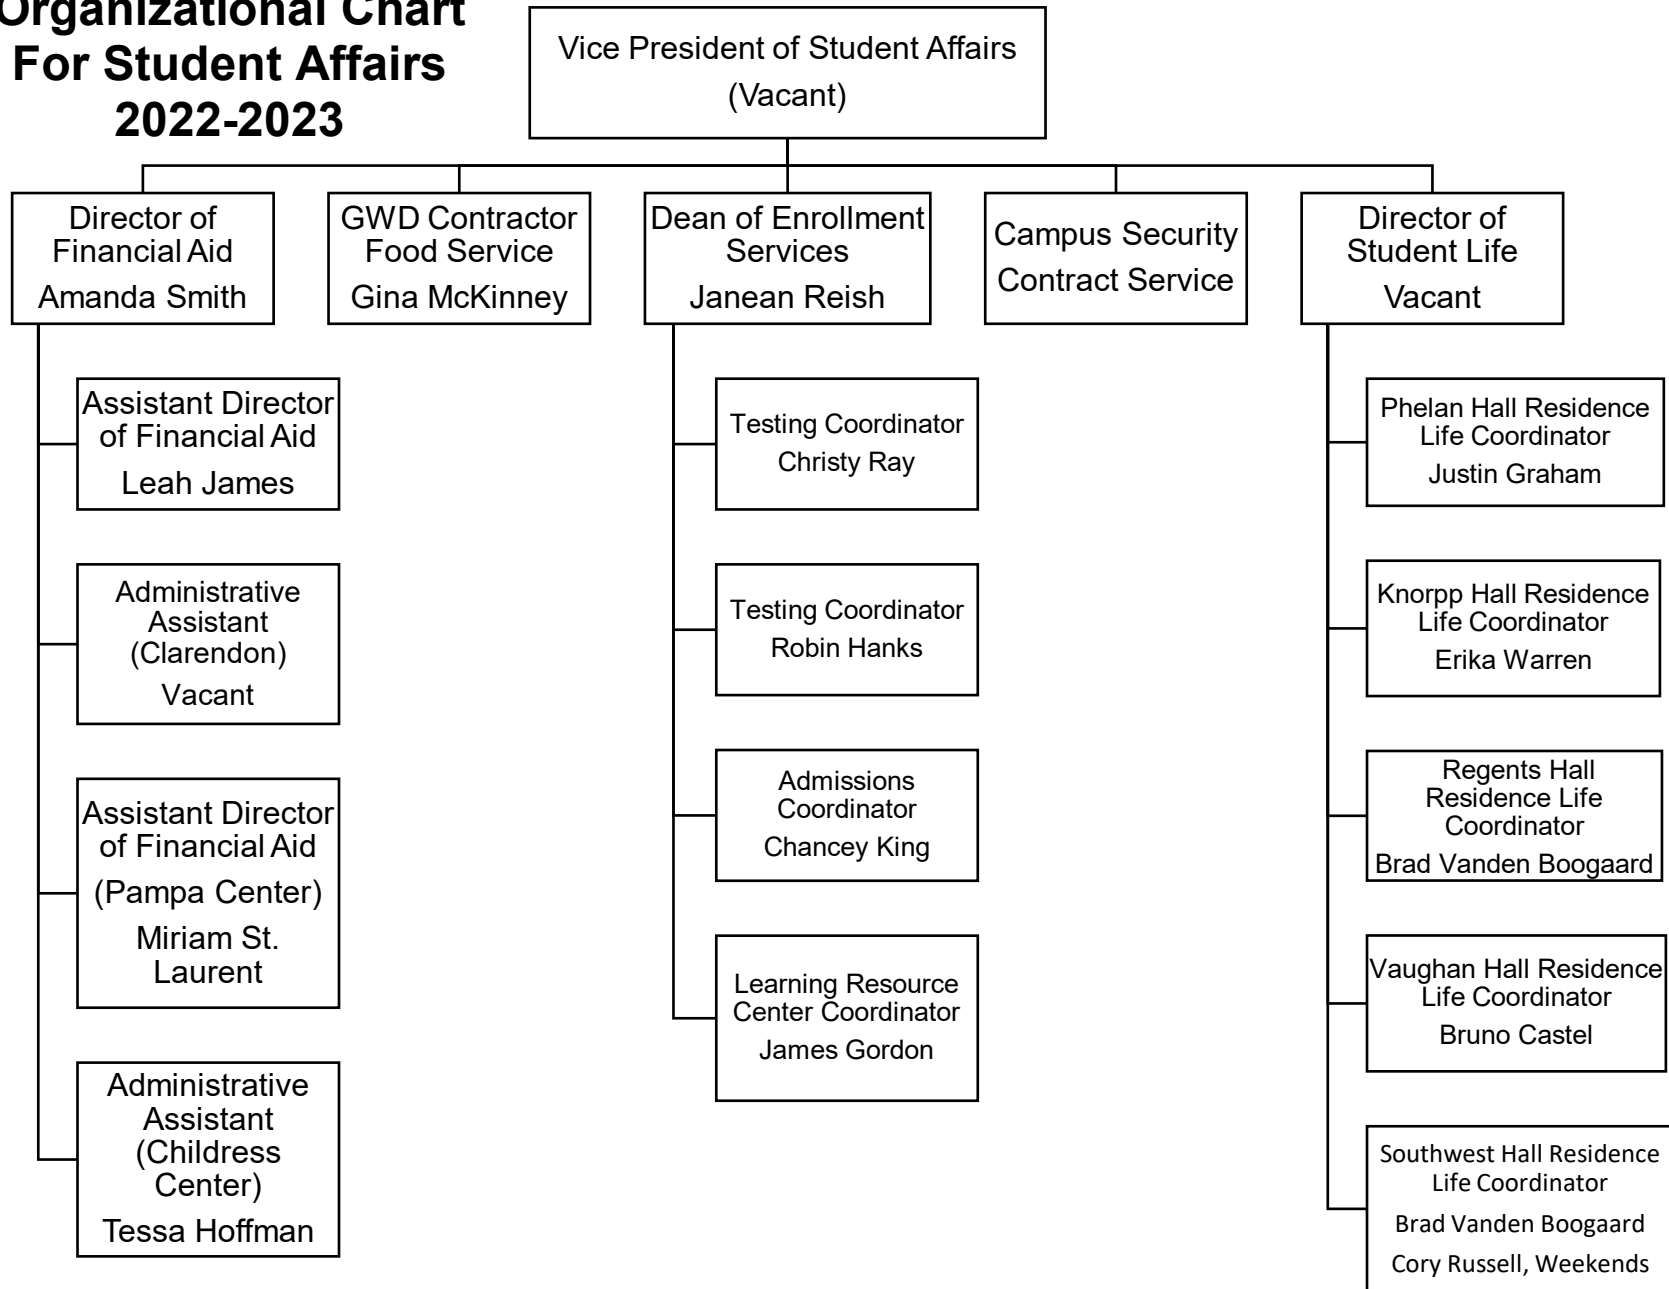 Organizational Chart
For Student Affairs
2022-2023
Vice President of Student Affairs
(Vacant)
Director of
Financial Aid
Amanda Smith
GWD Contractor
Food Service
Gina McKinney
Dean of Enrollment
Services
Janean Reish
Campus Security
Contract Service
Director of
Student Life
Vacant
Assistant Director
of Financial Aid
Leah James
Administrative
Assistant
(Clarendon)
Vacant
Assistant Director
of Financial Aid
(Pampa Center)
Miriam St.
Laurent
Administrative
Assistant
(Childress
Center)
Tessa Hoffman
Testing Coordinator
Christy Ray
Testing Coordinator
Robin Hanks
Admissions
Coordinator
Chancey King
Learning Resource
Center Coordinator
James Gordon
Phelan Hall Residence
Life Coordinator
Justin Graham
Knorpp Hall Residence
Life Coordinator
Erika Warren
Regents Hall
Residence Life
Coordinator
Brad Vanden Boogaard
Vaughan Hall Residence
Life Coordinator
Bruno Castel
Southwest Hall Residence
Life Coordinator
Brad Vanden Boogaard
Cory Russell, Weekends